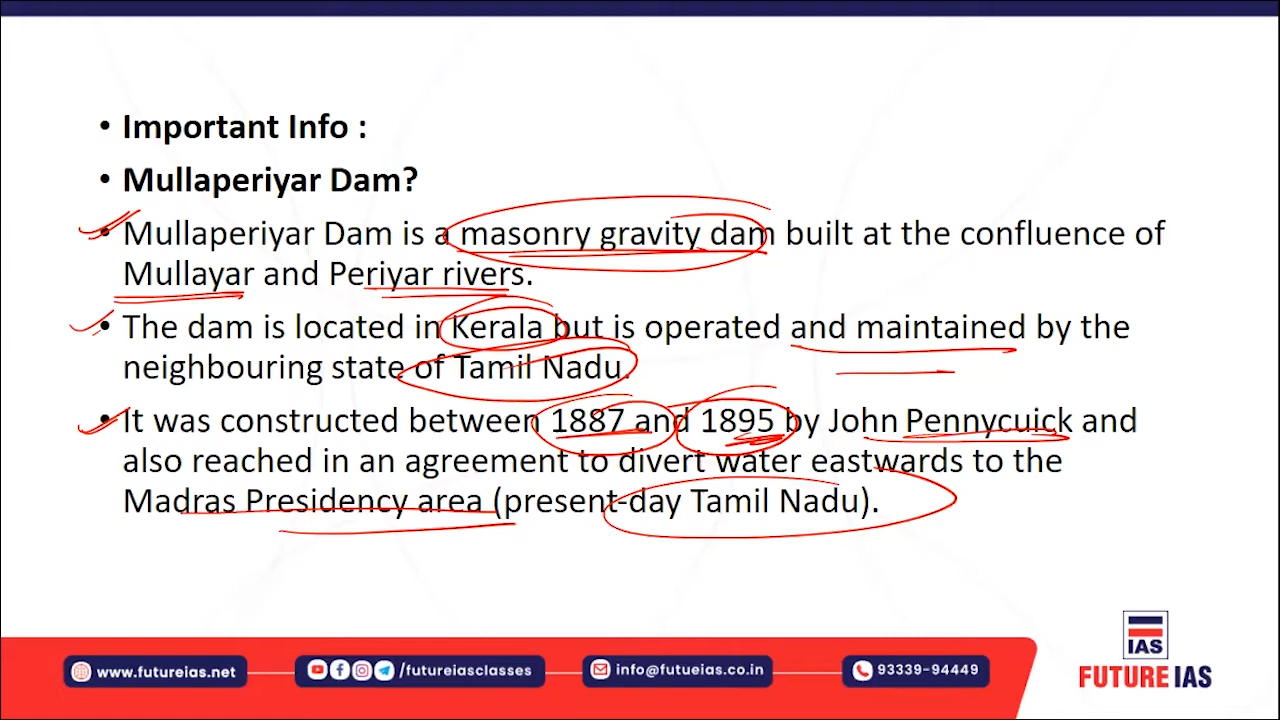 • Important Info :
• Mullaperiyar Dam?
• Mullaperiyar Dam is a masonry gravity dam built at the confluence of
Mullayar and Periyar rivers.
• The dam is located in Kerala but is operated and maintained by the
neighbouring state of Tamil Nadu.
• It was constructed between 1887 and 1895 by John Pennycuick and
also reached in an agreement to divert water eastwards to the
Madras Presidency area (present-day Tamil Nadu).
www.futureias.net
/futureiasclasses
info@futueias.co.in
93339-94449
IAS
FUTURE IAS